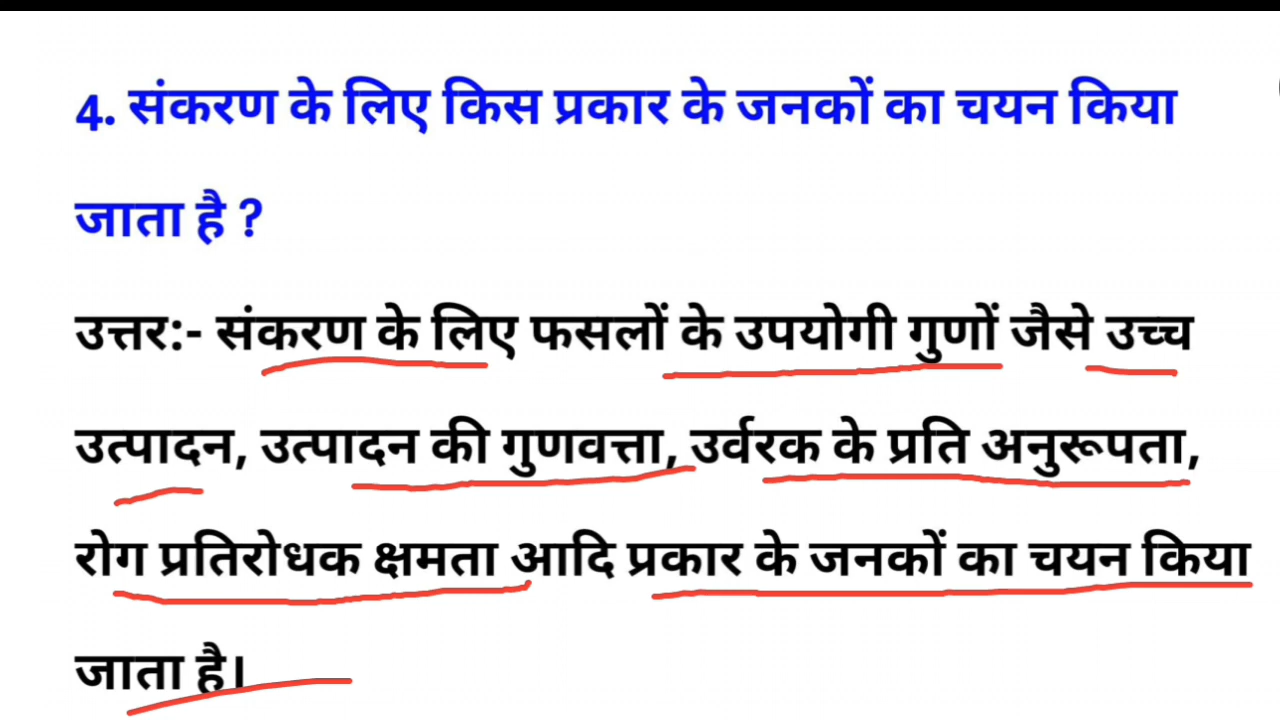 4. संकरण के लिए किस प्रकार के जनकों का चयन किया
जाता है ?
उत्तर:- संकरण के लिए फसलों के उपयोगी गुणों जैसे उच्च
उत्पादन, उत्पादन की गुणवत्ता, उर्वरक के प्रति अनुरूपता,
रोग प्रतिरोधक क्षमता आदि प्रकार के जनकों का चयन किया
जाता है।